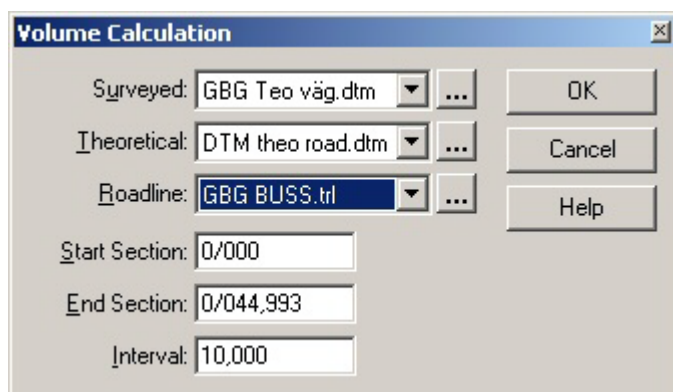 Volume Calculation
Surveyed: GBG Teo väg.dtm ...
OK
Theoretical: DTM theo road.dtm ...
Cancel
Roadline: GBG BUSS.trl ...
Help
Start Section: 0/000
End Section: 0/044,993
Interval: 10,000